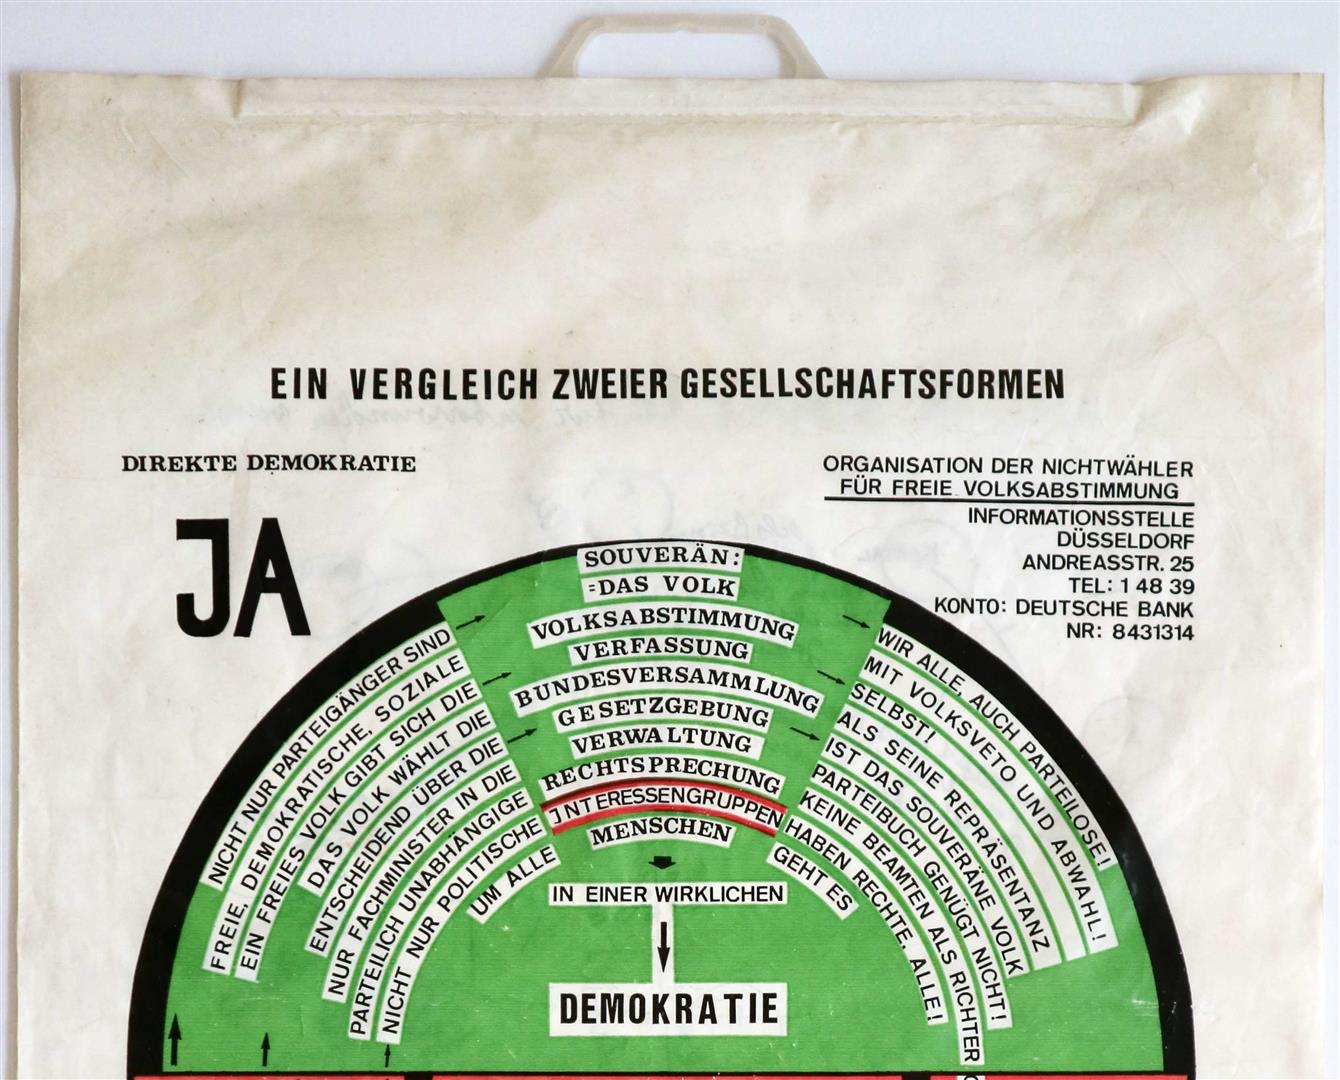 EIN VERGLEICH ZWEIER GESELLSCHAFTSFORMEN
DIREKTE DEMOKRATIE
JA
ORGANISATION DER NICHTWÄHLER
FÜR FREIE VOLKSABSTIMMUNG
INFORMATIONSSTELLE
DÜSSELDORF
ANDREASSTR. 25
TEL: 1 48 39
KONTO: DEUTSCHE BANK
NR: 8431314
SOUVERÄN:
=DAS VOLK
VOLKSABSTIMMUNG
VERFASSUNG
BUNDESVERSAMMLUNG
GESETZGEBUNG
VERWALTUNG
RECHTSPRECHUNG
INTERESSENGRUPPEN
MENSCHEN
NICHT NUR PARTEIGÄNGER SIND
FREIE, DEMOKRATISCHE, SOZIALE
EIN FREIES VOLK GIBT SICH DIE
DAS VOLK WÄHLT DIE
ENTSCHEIDEND ÜBER DIE
NUR FACHMINISTER IN DIE
PARTEILICH UNABHÄNGIGE
NICHT NUR POLITISCHE
UM ALLE
WIR ALLE, AUCH PARTEILOSE!
MIT VOLKSVETO UND ABWAHL!
SELBST!
ALS SEINE REPRÄSENTANZ
IST DAS SOUVERÄNE VOLK
PARTEIBUCH GENÜGT NICHT!
KEINE BEAMTEN ALS RICHTER
HABEN RECHTE. ALLE!
GEHT ES
IN EINER WIRKLICHEN
DEMOKRATIE